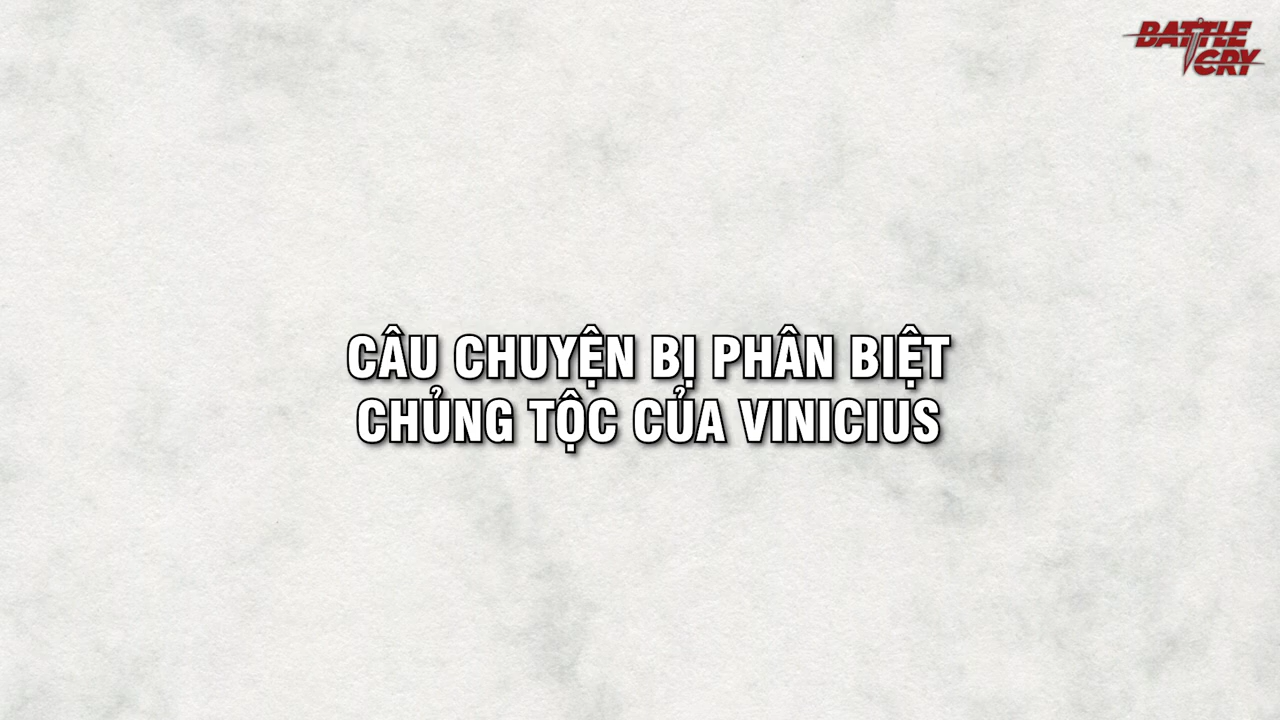 BATTLE
CRY
CÂU CHUYỆN BỊ PHÂN BIỆT
CHỦNG TỘC CỦA VINICIUS